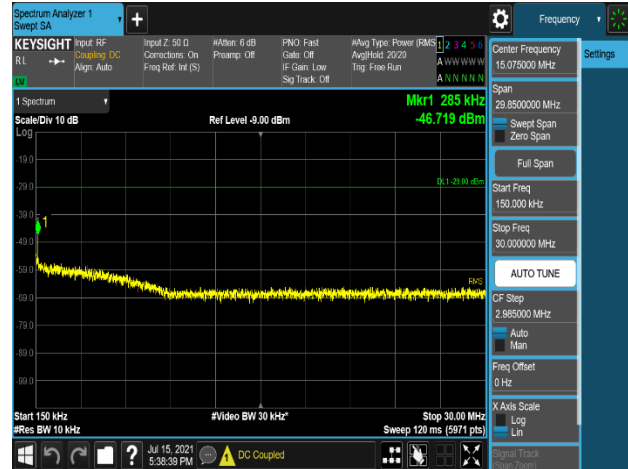 Spectrum Analyzer 1
Swept SA
Frequency
KEYSIGHT
RL
Input: RF
Coupling: DC
Align: Auto
Input Z: 50 Ω
Corrections: On
Freq Ref: Int (S)
#Atten: 6 dB
Preamp: Off
PNO: Fast
Gate: Off
IF Gain: Low
Sig Track: Off
#Avg Type: Power (RMS
Avg|Hold: 20/20
Trig: Free Run
1 2 3 4 5 6
A W W W W W
A N N N N N
1 Spectrum
Scale/Div 10 dB
Log
Ref Level -9.00 dBm
Mkr1 285 kHz
-46.719 dBm
-19.0
-29.0
-39.0
-49.0
-59.0
-69.0
-79.0
-89.0
-99.0
DL1 -29.00 dBm
1
RMS
Start 150 kHz
#Res BW 10 kHz
#Video BW 30 kHz*
Stop 30.00 MHz
Sweep 120 ms (5971 pts)
Center Frequency
15.075000 MHz
Span
29.8500000 MHz
Swept Span
Zero Span
Full Span
Start Freq
150.000 kHz
Stop Freq
30.000000 MHz
AUTO TUNE
CF Step
2.985000 MHz
Auto
Man
Freq Offset
0 Hz
X Axis Scale
Log
Lin
Signal Track
(Span Zoom)
Settings
?
Jul 15, 2021
5:38:39 PM
DC Coupled